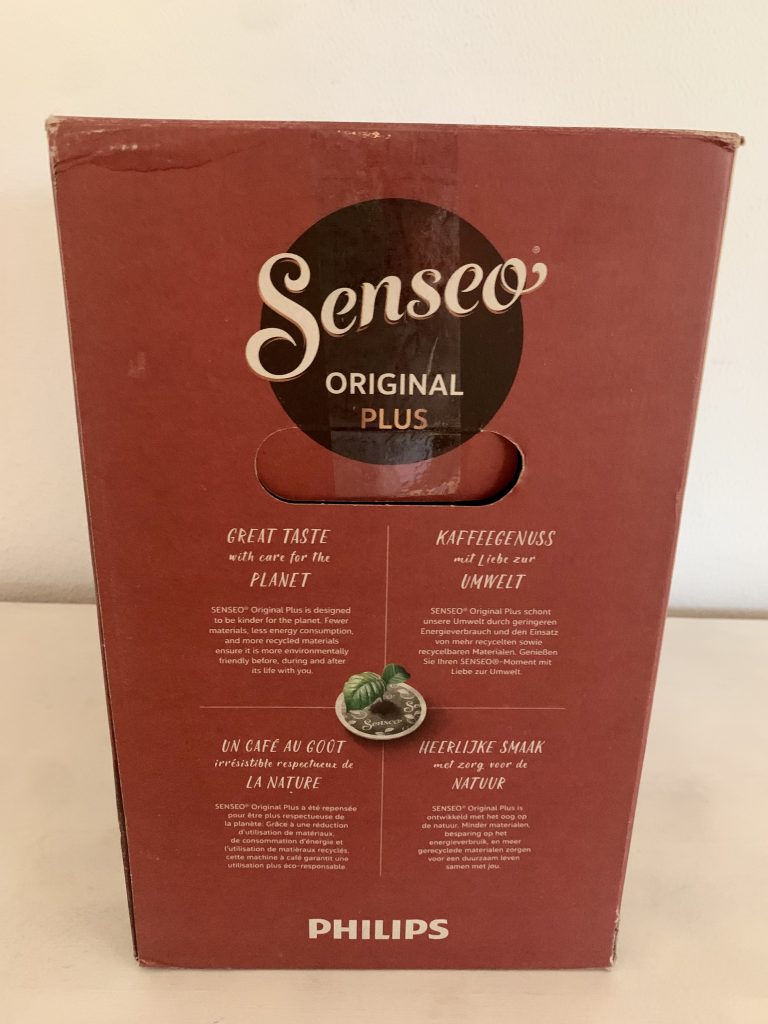 Senseo®
ORIGINAL
PLUS
GREAT TASTE
with care for the
PLANET
SENSEO® Original Plus is designed
to be kinder for the planet. Fewer
materials, less energy consumption,
and more recycled materials
ensure it is more environmentally
friendly before, during and after
its life with you.
KAFFEEGENUSS
mit Liebe zur
UMWELT
SENSEO® Original Plus schont
unsere Umwelt durch geringeren
Energieverbrauch und den Einsatz
von mehr recycelten sowie
recycelbaren Materialen. Genießen
Sie Ihren SENSEO®-Moment mit
Liebe zur Umwelt.
Senseo
UN CAFÉ AU GOÛT
irrésistible respectueux de
LA NATURE
SENSEO® Original Plus a été repensée
pour être plus respectueuse de
la planète. Grâce à une réduction
d'utilisation de matériaux,
de consommation d'énergie et
l'utilisation de matériaux recyclés,
cette machine à café garantit une
utilisation plus éco-responsable.
HEERLIJKE SMAAK
met zorg voor de
NATUUR
SENSEO® Original Plus is
ontwikkeld met het oog op
de natuur. Minder materialen,
besparing op het
energieverbruik, en meer
gerecyclede materialen zorgen
voor een duurzaam leven
samen met jou.
PHILIPS